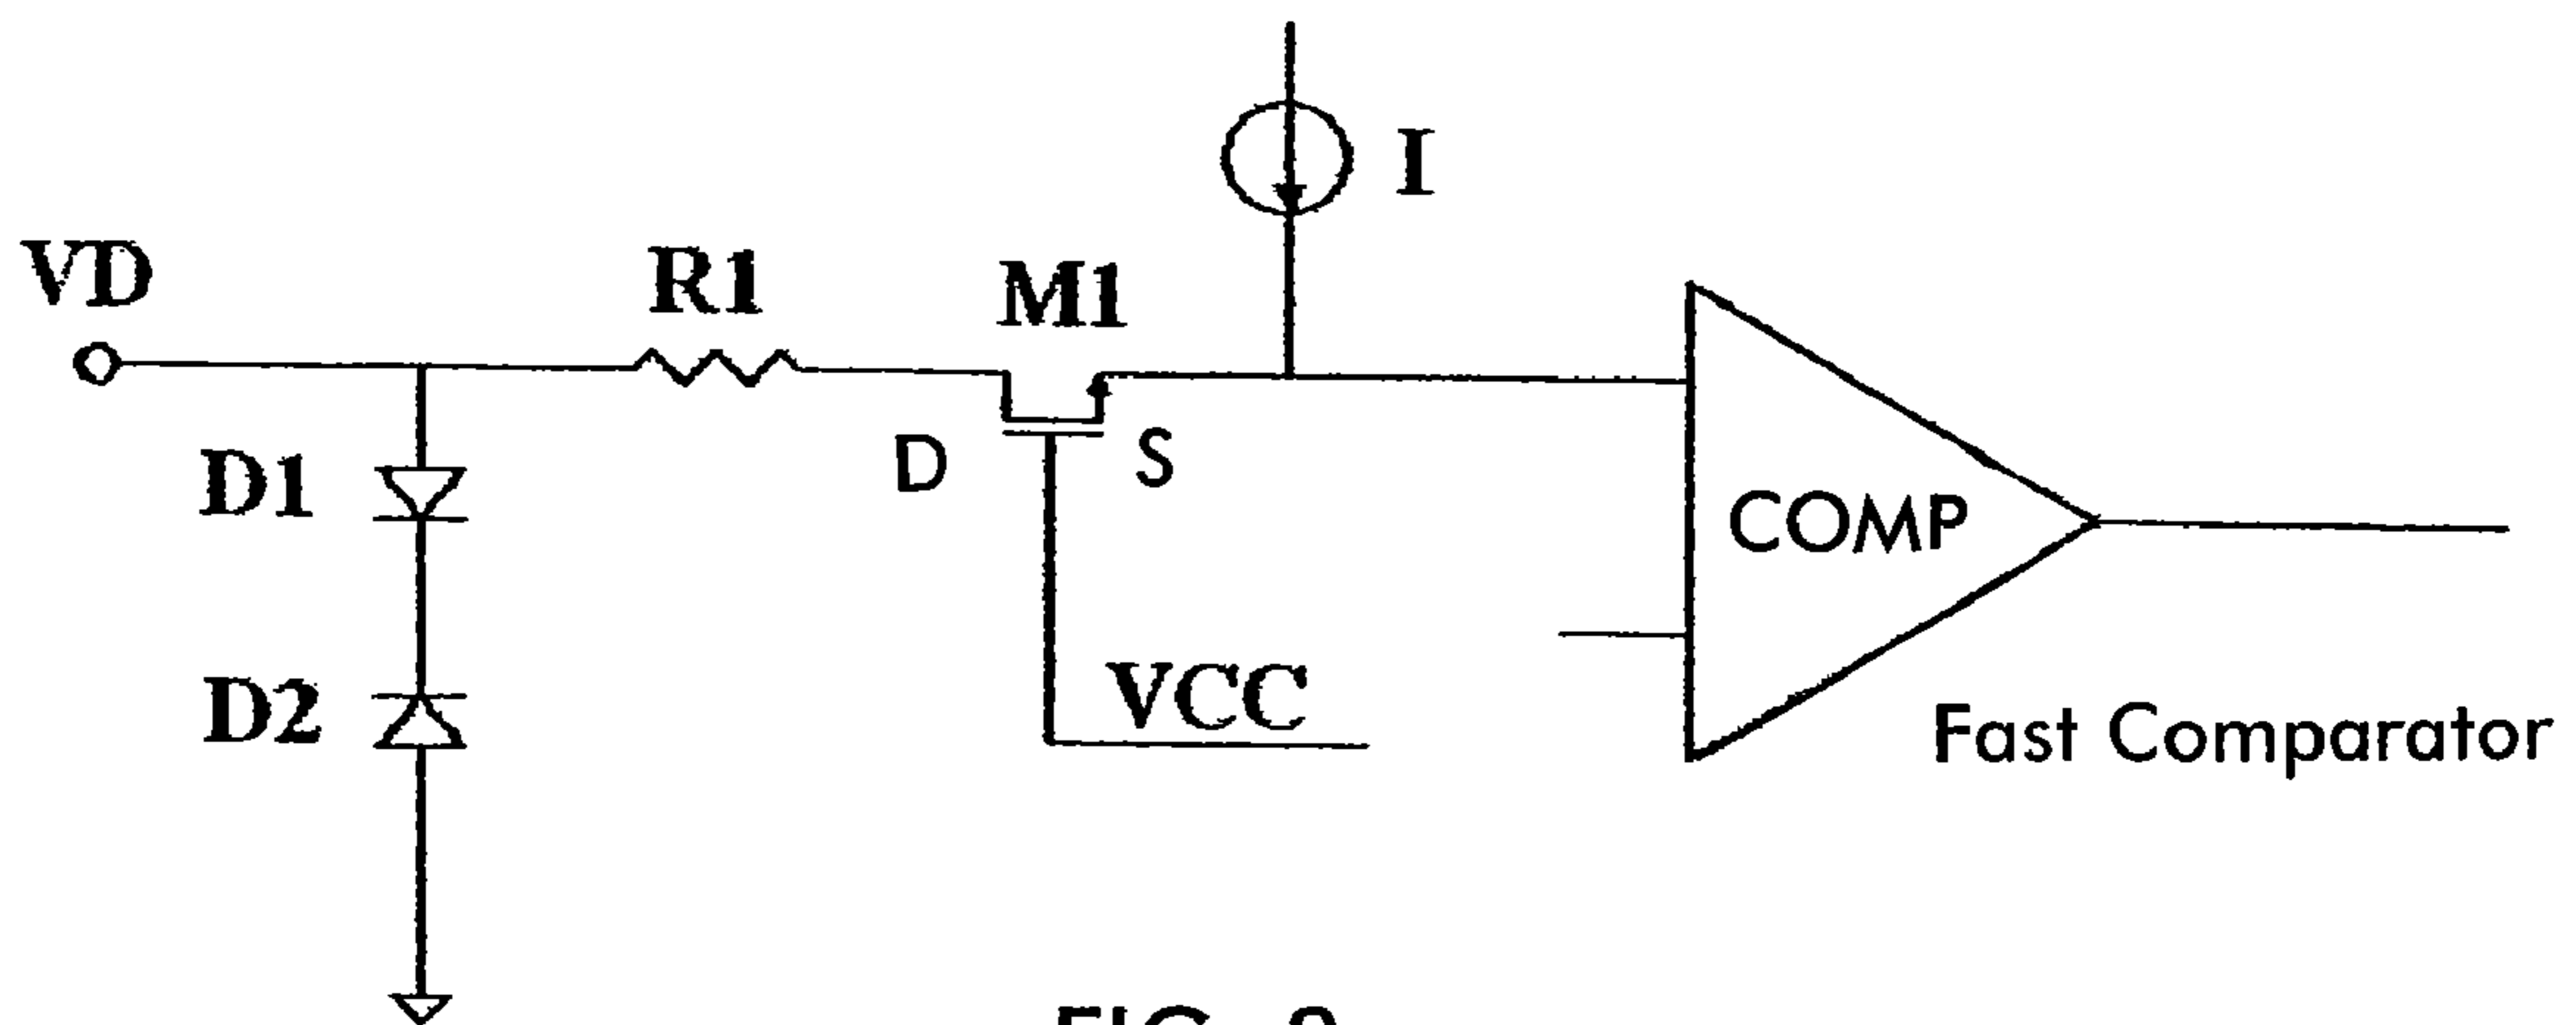 I
VD
R1
M1
D1
D
S
COMP
D2
VCC
Fast Comparator